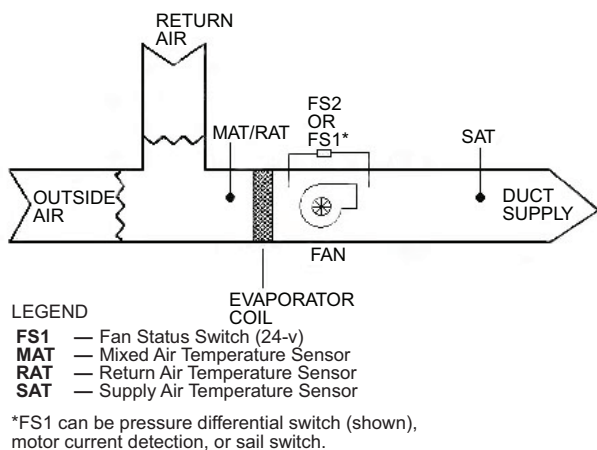 RETURN
AIR
MAT/RAT
FS2
OR
FS1*
SAT
OUTSIDE
AIR
DUCT
SUPPLY
FAN
EVAPORATOR
COIL
LEGEND
FS1 — Fan Status Switch (24-v)
MAT — Mixed Air Temperature Sensor
RAT — Return Air Temperature Sensor
SAT — Supply Air Temperature Sensor
*FS1 can be pressure differential switch (shown),
motor current detection, or sail switch.